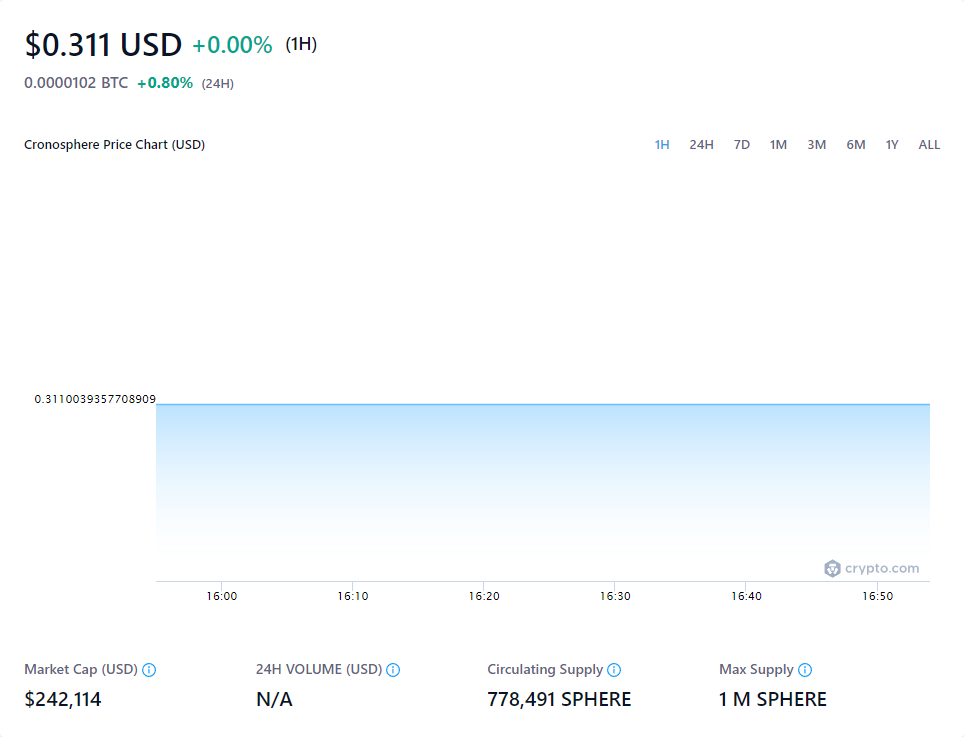 $0.311 USD +0.00% (1H)
0.0000102 BTC +0.80% (24H)
Cronosphere Price Chart (USD) 1H 24H 7D 1M 3M 6M 1Y ALL
0.3110039357708909
crypto.com
16:00 16:10 16:20 16:30 16:40 16:50
Market Cap (USD) 24H VOLUME (USD) Circulating Supply Max Supply
$242,114 N/A 778,491 SPHERE 1 M SPHERE